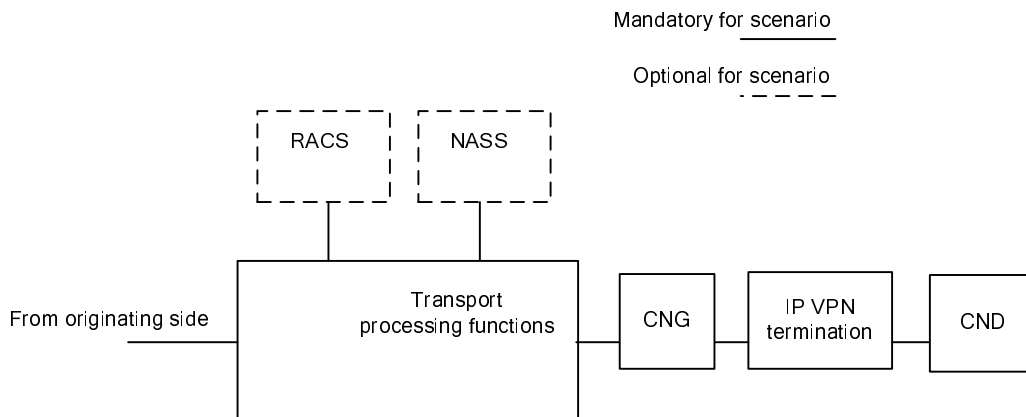 Mandatory for scenario
Optional for scenario
RACS
NASS
From originating side
Transport
processing functions
CNG
IP VPN
termination
CND